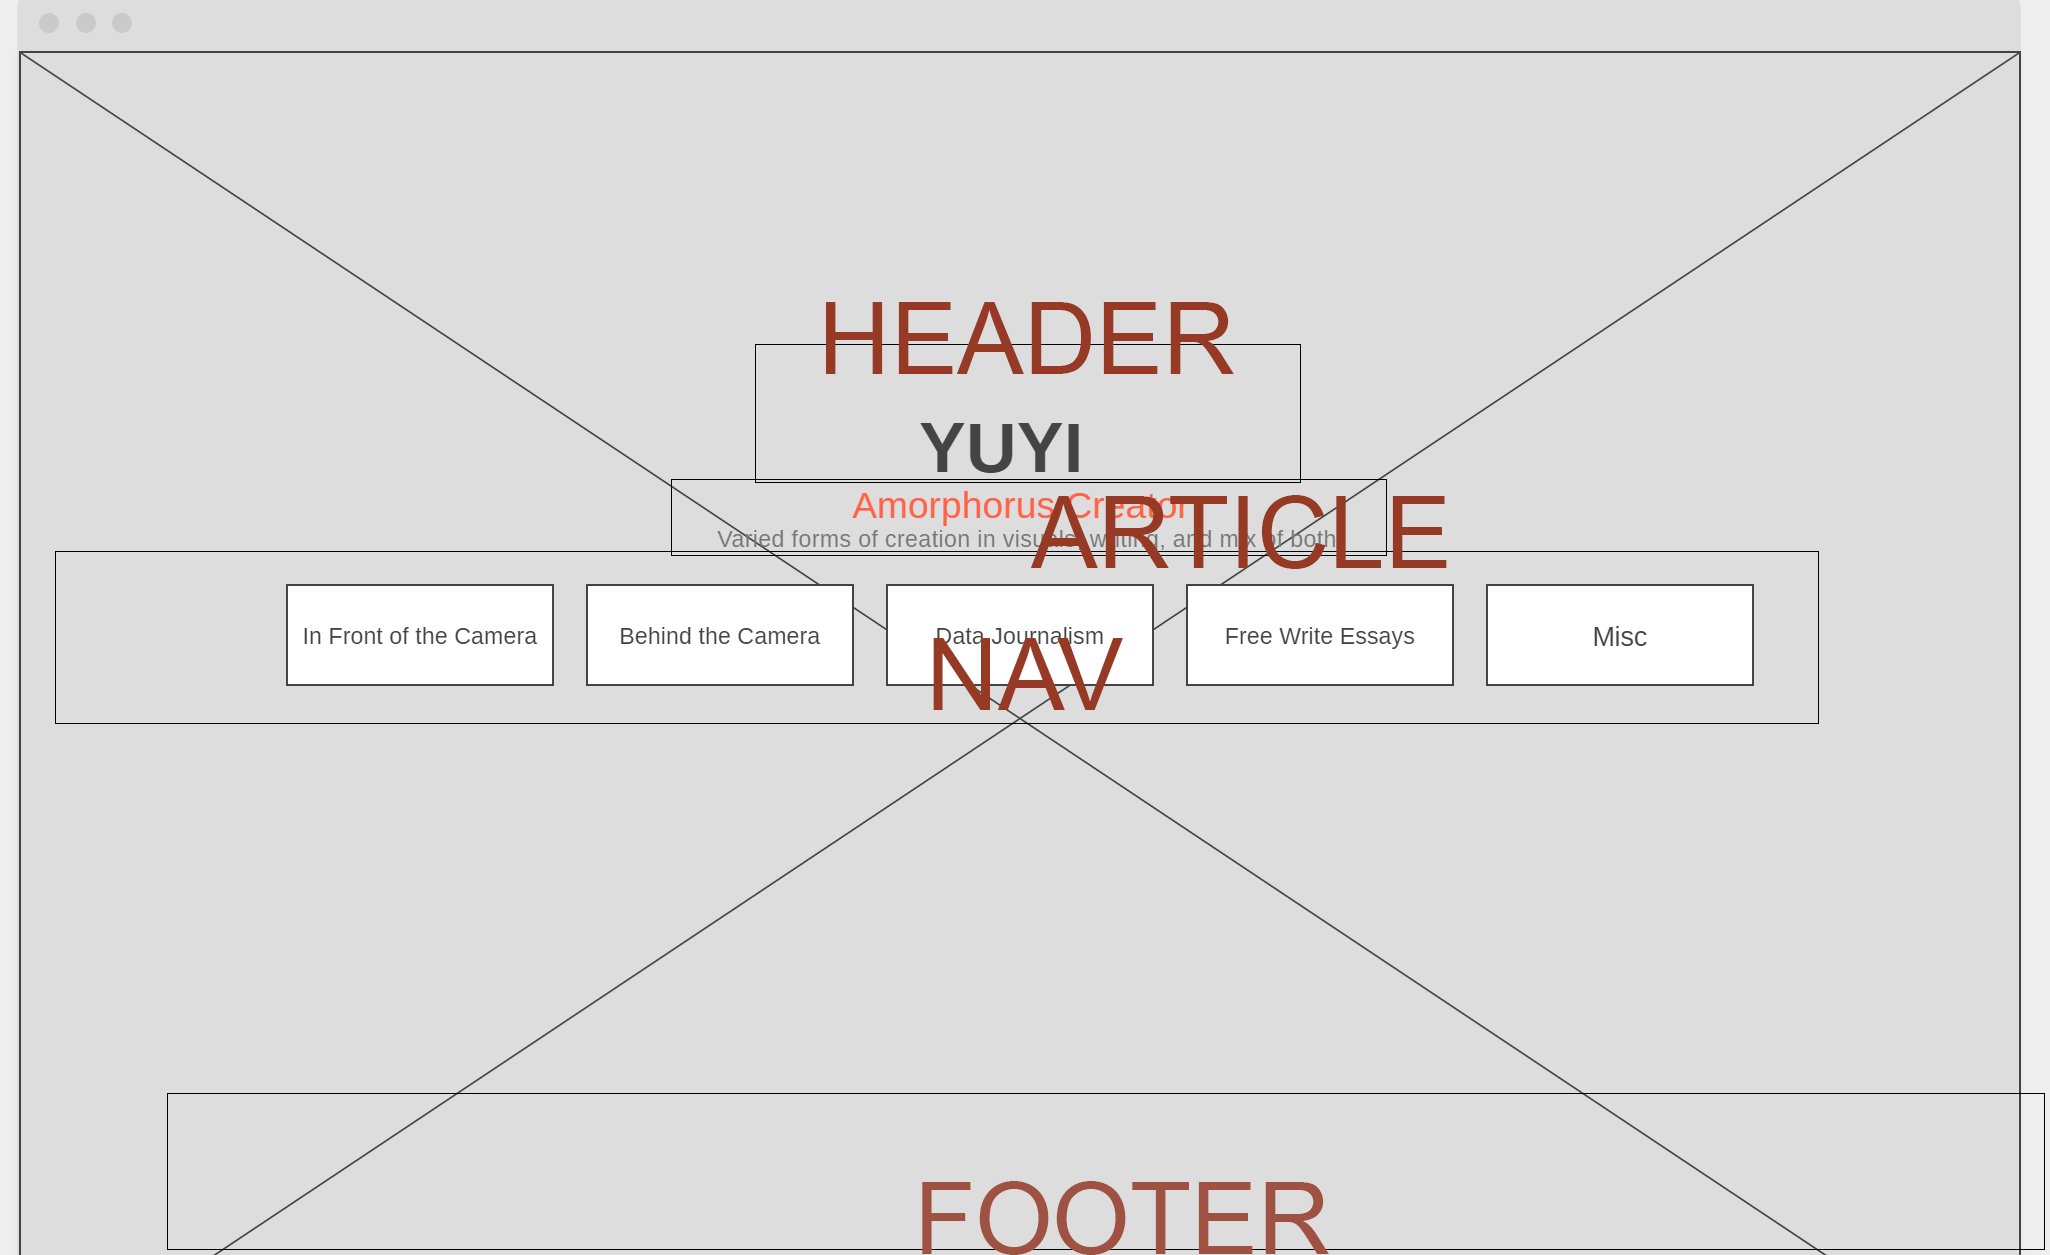 HEADER
YUYI
Amorphorus Creator
ARTICLE
Varied forms of creation in visuals, writing, and mix of both
In Front of the Camera
Behind the Camera
Data Journalism
Free Write Essays
Misc
NAV
FOOTER